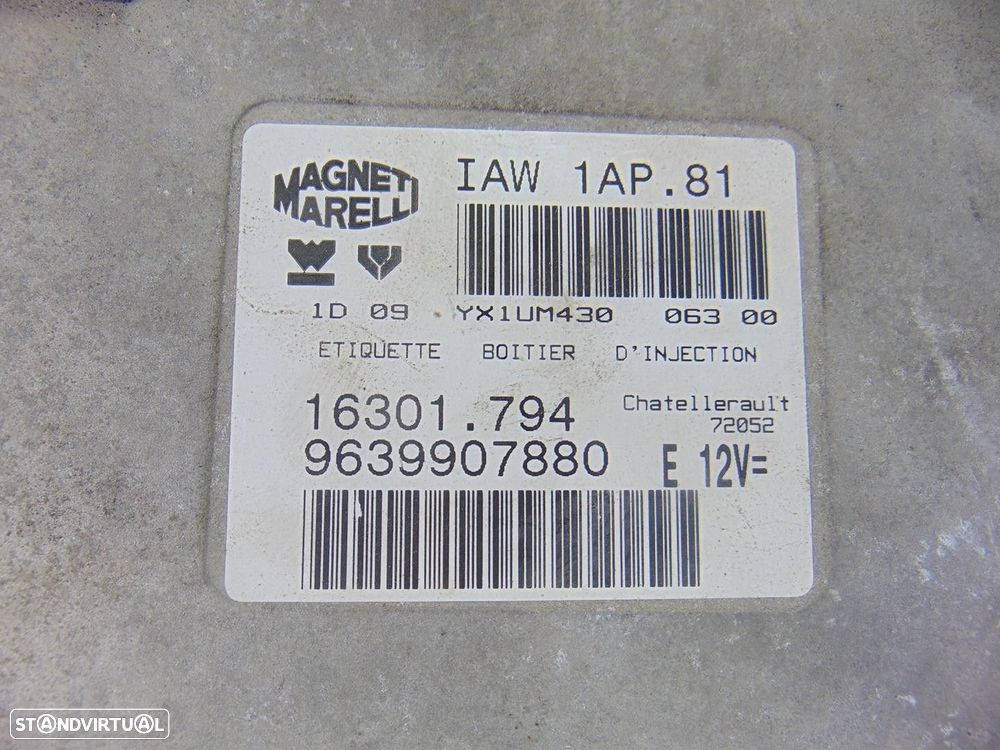 MAGNETI
MARELLI
IAW 1AP.81
1D 09 YX1UM430 063 00
ETIQUETTE BOITIER D'INJECTION
16301.794
Chatellerault
72052
9639907880
E 12V=
STANDVIRTUAL